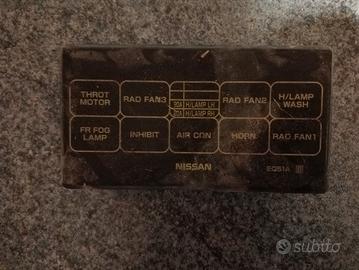 THROT MOTOR
RAD FAN3
30A H/LAMP LH
30A H/LAMP RH
RAD FAN2
H/LAMP WASH
FR FOG LAMP
INHIBIT
AIR CON
HORN
RAD FAN1
NISSAN
EQ51A
subito